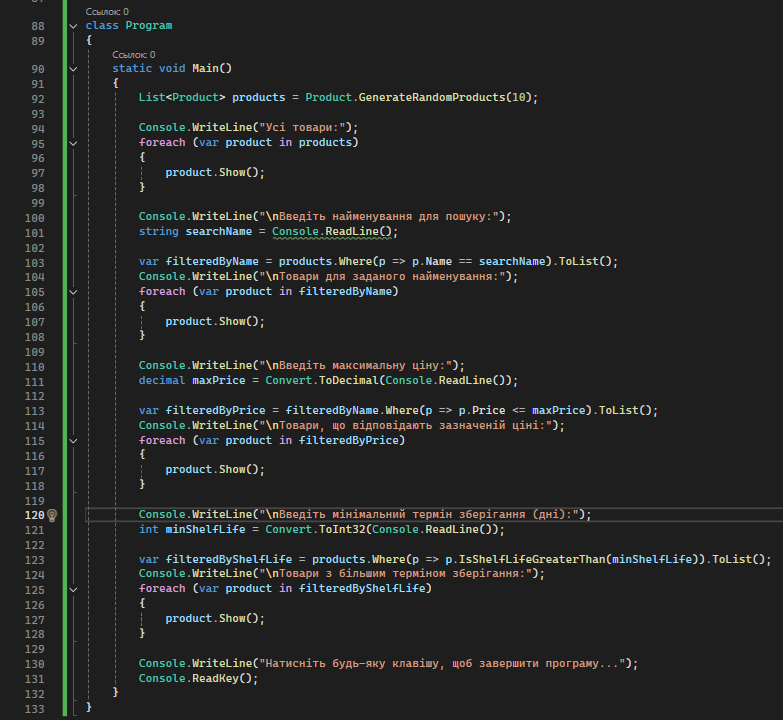 Ссылок: 0
88 class Program
89 {
Ссылок: 0
90 static void Main()
91 {
92 List<Product> products = Product.GenerateRandomProducts(10);
93
94 Console.WriteLine("Усі товари:");
95 foreach (var product in products)
96 {
97 product.Show();
98 }
99
100 Console.WriteLine("\nВведіть найменування для пошуку:");
101 string searchName = Console.ReadLine();
102
103 var filteredByName = products.Where(p => p.Name == searchName).ToList();
104 Console.WriteLine("\nТовари для заданого найменування:");
105 foreach (var product in filteredByName)
106 {
107 product.Show();
108 }
109
110 Console.WriteLine("\nВведіть максимальну ціну:");
111 decimal maxPrice = Convert.ToDecimal(Console.ReadLine());
112
113 var filteredByPrice = filteredByName.Where(p => p.Price <= maxPrice).ToList();
114 Console.WriteLine("\nТовари, що відповідають зазначеній ціні:");
115 foreach (var product in filteredByPrice)
116 {
117 product.Show();
118 }
119
120 Console.WriteLine("\nВведіть мінімальний термін зберігання (дні):");
121 int minShelfLife = Convert.ToInt32(Console.ReadLine());
122
123 var filteredByShelfLife = products.Where(p => p.IsShelfLifeGreaterThan(minShelfLife)).ToList();
124 Console.WriteLine("\nТовари з більшим терміном зберігання:");
125 foreach (var product in filteredByShelfLife)
126 {
127 product.Show();
128 }
129
130 Console.WriteLine("Натисніть будь-яку клавішу, щоб завершити програму...");
131 Console.ReadKey();
132 }
133 }